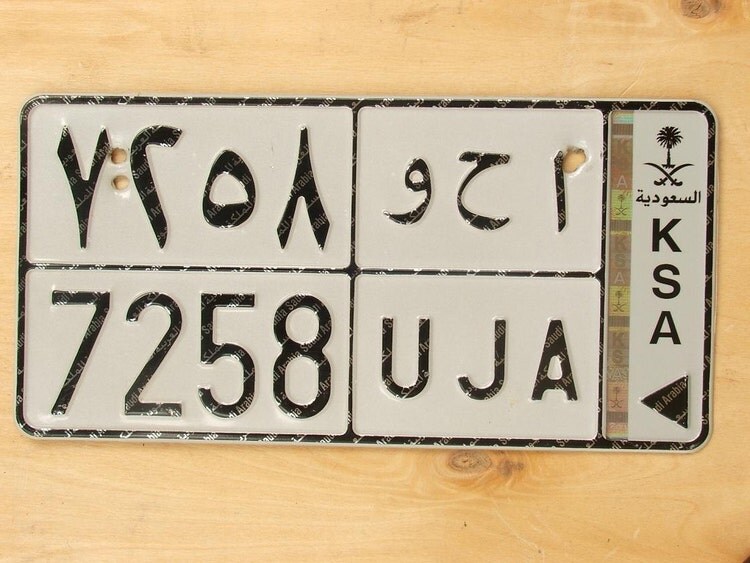 ٧٢٥٨
ا ح و
7258
U J A
السعودية
K
S
A